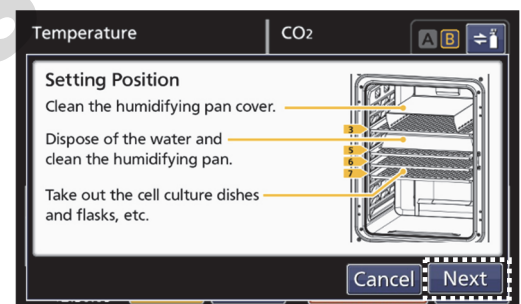 Temperature
CO2
A B
Setting Position
Clean the humidifying pan cover.
Dispose of the water and
clean the humidifying pan.
Take out the cell culture dishes
and flasks, etc.
3
5
6
7
Cancel
Next